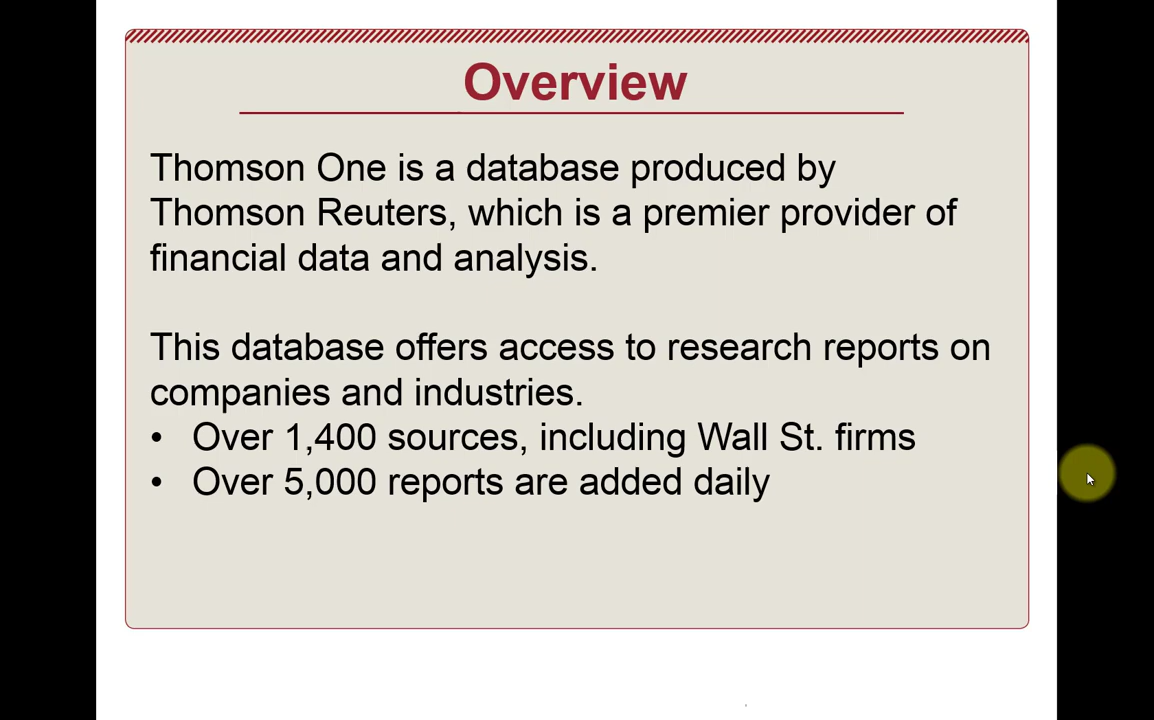 Overview
Thomson One is a database produced by
Thomson Reuters, which is a premier provider of
financial data and analysis.
This database offers access to research reports on
companies and industries.
• Over 1,400 sources, including Wall St. firms
• Over 5,000 reports are added daily